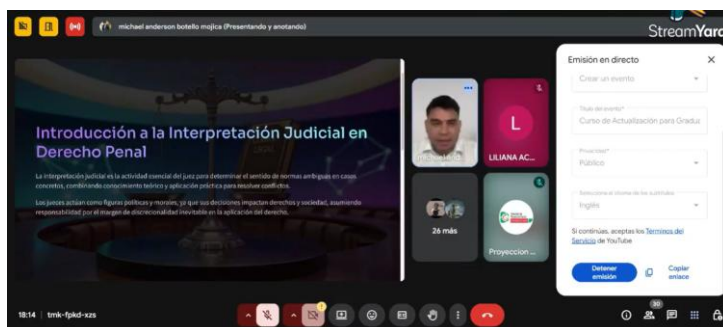 michael anderson botello mojica (Presentando y anotando)
StreamYard
Introducción a la Interpretación Judicial en
Derecho Penal
La interpretación judicial es la actividad esencial del juez para determinar el sentido de normas ambiguas en casos
concretos, combinando conocimiento teórico y aplicación práctica para resolver conflictos.
Los jueces actúan como figuras políticas y morales, ya que sus decisiones impactan derechos y sociedad, asumiendo
responsabilidad por el margen de discrecionalidad inevitable en la aplicación del derecho.
L
LILIANA AC...
26 más
Proyeccion ...
Emisión en directo
Crear un evento
Título del evento*
Curso de Actualización para Gradua
Privacidad*
Público
Selecciona el idioma de los subtítulos
Inglés
Si continúas, aceptas los Términos del
Servicio de YouTube
Detener
emisión
Copiar
enlace
18:14
tmk-fpkd-xzs
30